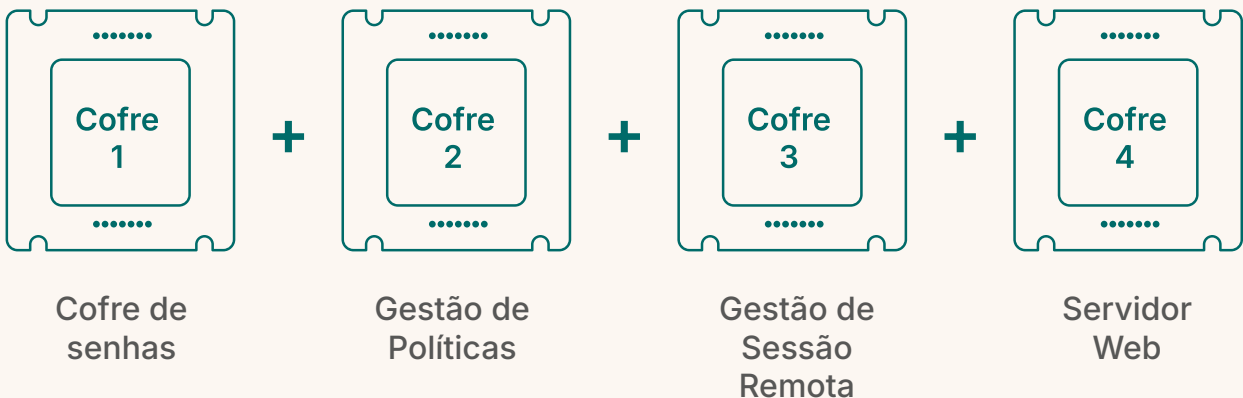 Cofre
1
+
Cofre
2
+
Cofre
3
+
Cofre
4
Cofre de
senhas
Gestão de
Políticas
Gestão de
Sessão
Remota
Servidor
Web